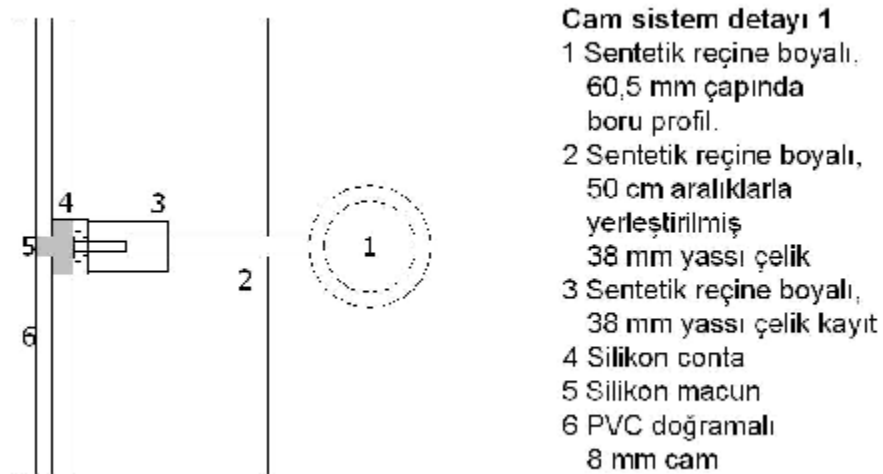 4
3
5
1
2
6
Cam sistem detayı 1
1 Sentetik reçine boyalı,
60,5 mm çapında
boru profil.
2 Sentetik reçine boyalı,
50 cm aralıklarla
yerleştirilmiş
38 mm yassı çelik
3 Sentetik reçine boyalı,
38 mm yassı çelik kayıt
4 Silikon conta
5 Silikon macun
6 PVC doğramalı
8 mm cam